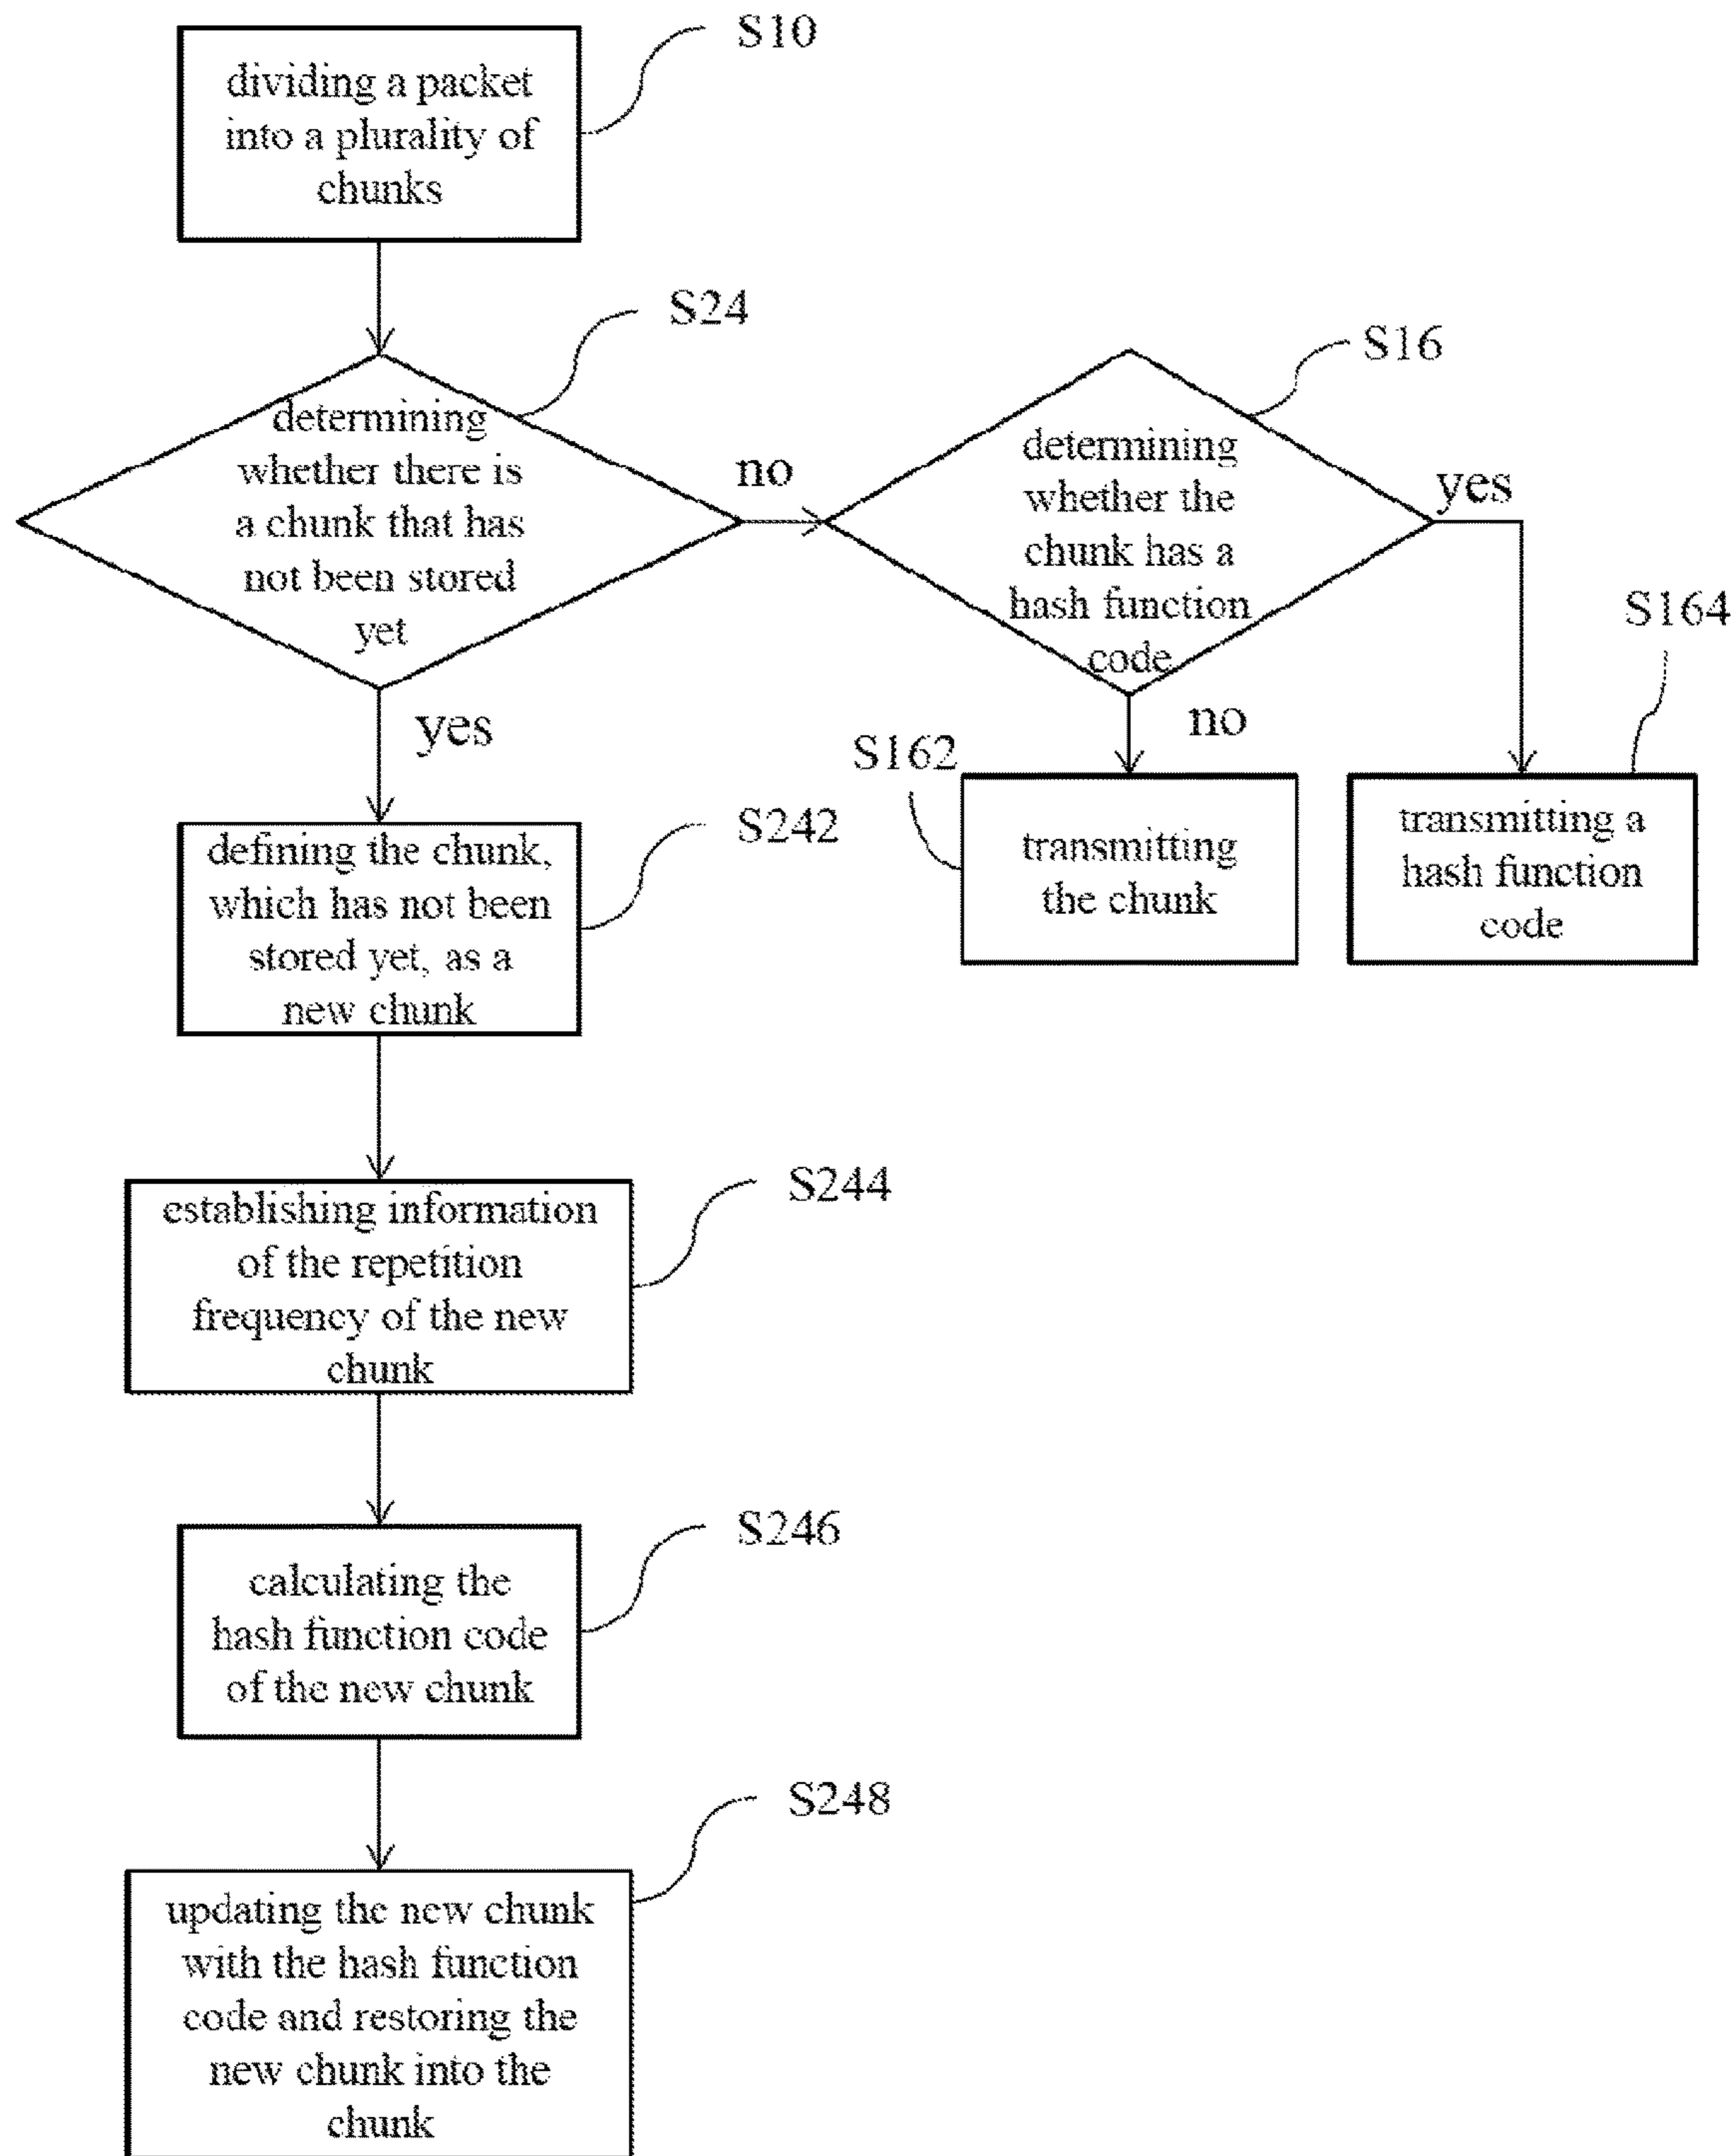 S10
dividing a packet
into a plurality of
chunks
S24
determining
whether there is
a chunk that has
not been stored
yet
no
yes
S16
determining
whether the
chunk has a
hash function
code
yes
no
S162
transmitting
the chunk
S164
transmitting a
hash function
code
S242
defining the chunk,
which has not been
stored yet, as a
new chunk
S244
establishing information
of the repetition
frequency of the new
chunk
S246
calculating the
hash function code
of the new chunk
S248
updating the new chunk
with the hash function
code and restoring the
new chunk into the
chunk